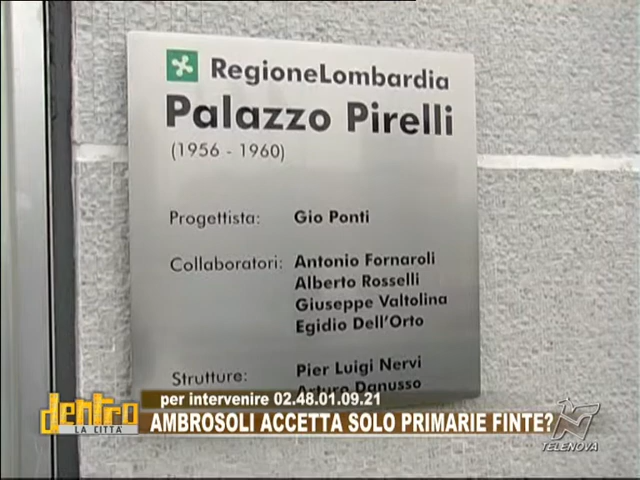 RegioneLombardia
Palazzo Pirelli
(1956 - 1960)
Progettista: Gio Ponti
Collaboratori: Antonio Fornaroli
Alberto Rosselli
Giuseppe Valtolina
Egidio Dell'Orto
Strutture: Pier Luigi Nervi
Arturo Danusso
per intervenire 02.48.01.09.21
dentro
LA CITTÀ
AMBROSOLI ACCETTA SOLO PRIMARIE FINTE?
TELENOVA